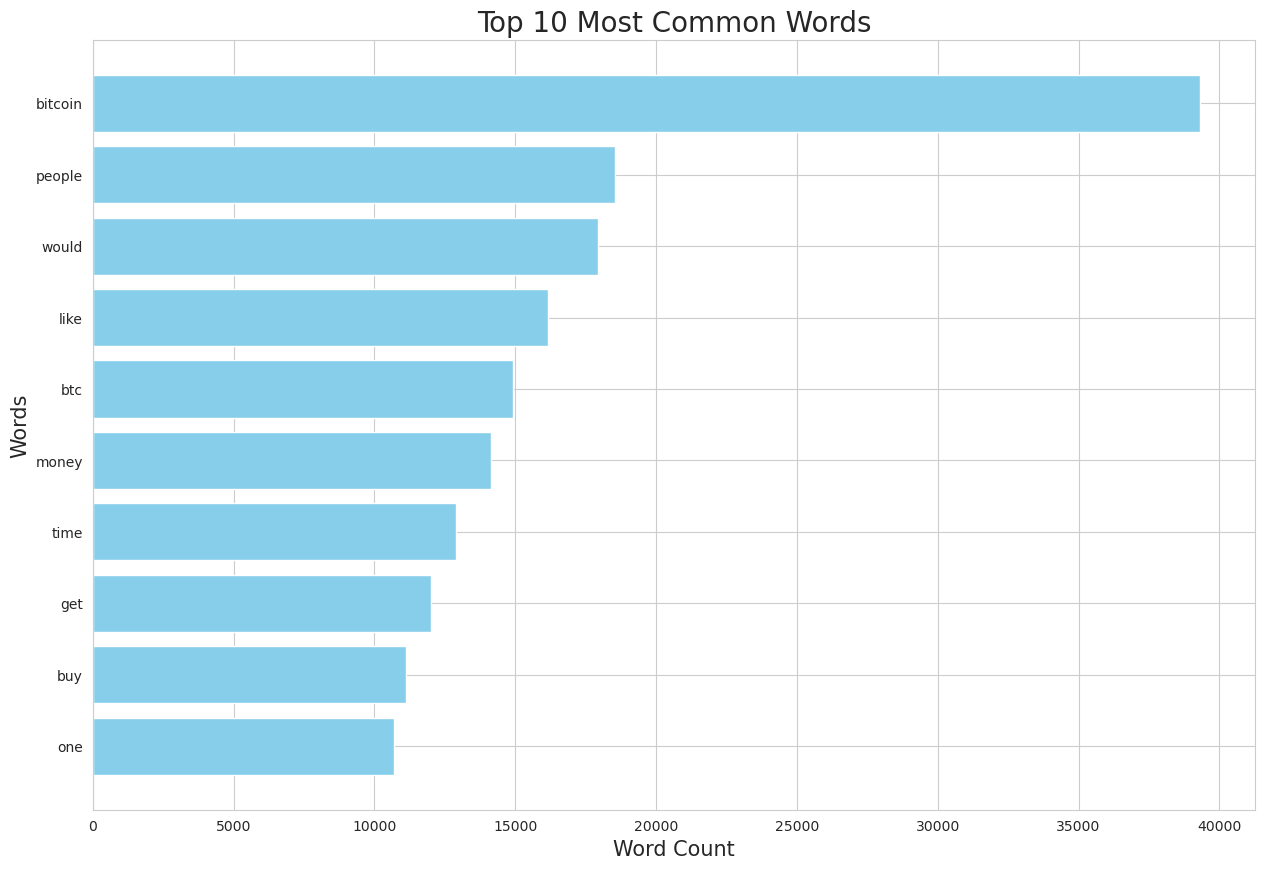 Top 10 Most Common Words
bitcoin
people
would
like
btc
money
time
get
buy
one
Words
0 5000 10000 15000 20000 25000 30000 35000 40000
Word Count